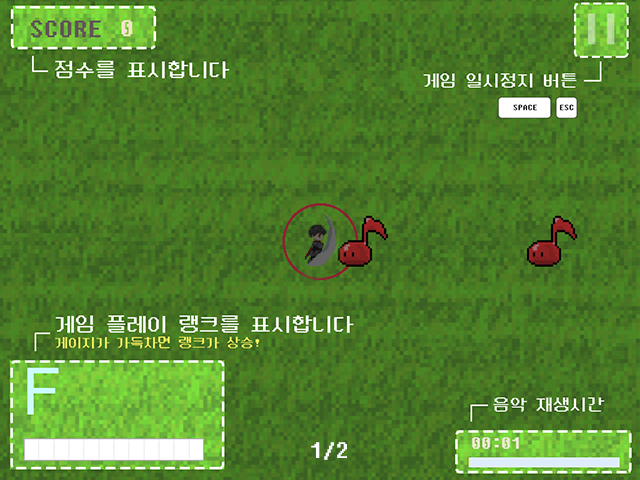 SCORE 0
점수를 표시합니다
게임 일시정지 버튼
SPACE ESC
게임 플레이 랭크를 표시합니다
게이지가 가득차면 랭크가 상승!
F
1/2
음악 재생시간
00:01